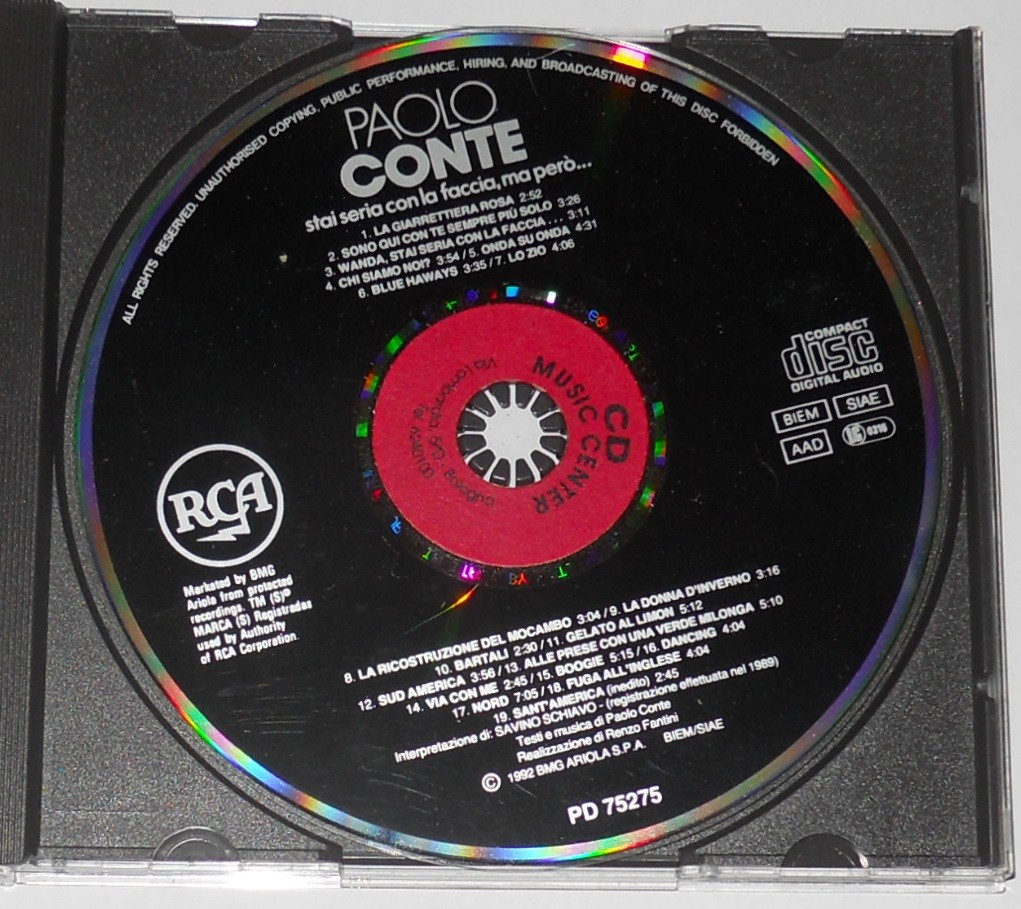 ALL RIGHTS RESERVED. UNAUTHORISED COPYING, PUBLIC PERFORMANCE, HIRING, AND BROADCASTING OF THIS DISC FORBIDDEN
PAOLO
CONTE
stai seria con la faccia, ma però...
1. LA GIARRETTIERA ROSA 2:52
2. SONO QUI CON TE SEMPRE PIÙ SOLO 3:26
3. WANDA, STAI SERIA CON LA FACCIA... 3:11
4. CHI SIAMO NOI? 3:54 / 5. ONDA SU ONDA 4:31
6. BLUE HAWAYS 3:35 / 7. LO ZIO 4:06
CD
MUSIC CENTER
COMPACT
disc
DIGITAL AUDIO
BIEM SIAE
AAD
RCA
Marketed by BMG
Ariola from protected
recordings. TM (S)®
MARCA (S) Registradas
used by Authority
of RCA Corporation.
8. LA RICOSTRUZIONE DEL MOCAMBO 3:04 / 9. LA DONNA D'INVERNO 3:16
10. BARTALI 2:30 / 11. GELATO AL LIMON 5:12
12. SUD AMERICA 3:56 / 13. ALLE PRESE CON UNA VERDE MILONGA 5:10
14. VIA CON ME 2:45 / 15. BOOGIE 5:15 / 16. DANCING 4:04
17. NORD 7:05 / 18. FUGA ALL'INGLESE 4:04
19. SANT'AMERICA (inedito) 2:45
Interpretazione di: SAVINO SCHIAVO - (registrazione effettuata nel 1989)
Testi e musica di Paolo Conte
Realizzazione di Renzo Fantini
© 1992 BMG ARIOLA S.P.A. BIEM/SIAE
PD 75275